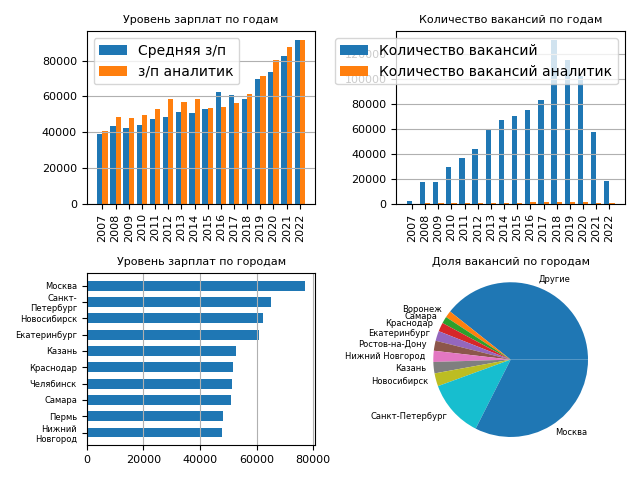 Уровень зарплат по годам
80000
60000
40000
20000
0
Средняя з/п
з/п аналитик
2007
2008
2009
2010
2011
2012
2013
2014
2015
2016
2017
2018
2019
2020
2021
2022
Количество вакансий по годам
120000
100000
80000
60000
40000
20000
0
Количество вакансий
Количество вакансий аналитик
2007
2008
2009
2010
2011
2012
2013
2014
2015
2016
2017
2018
2019
2020
2021
2022
Уровень зарплат по городам
Москва
Санкт-
Петербург
Новосибирск
Екатеринбург
Казань
Краснодар
Челябинск
Самара
Пермь
Нижний
Новгород
0
20000
40000
60000
80000
Доля вакансий по городам
Другие
Воронеж
Самара
Краснодар
Екатеринбург
Ростов-на-Дону
Нижний Новгород
Казань
Новосибирск
Санкт-Петербург
Москва